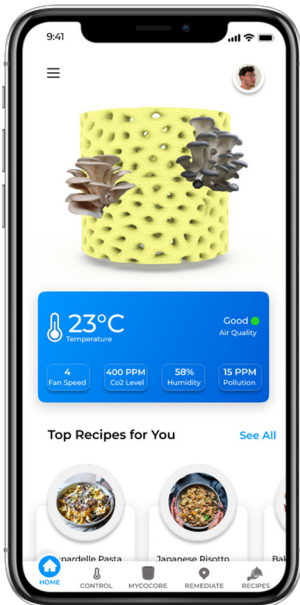 9:41
23°C
Temperature
Good
Air Quality
4
Fan Speed
400 PPM
Co2 Level
58%
Humidity
15 PPM
Pollution
Top Recipes for You
See All
Pasta
Japanese Risotto
HOME
CONTROL
MYCOCORE
REMEDIATE
RECIPES